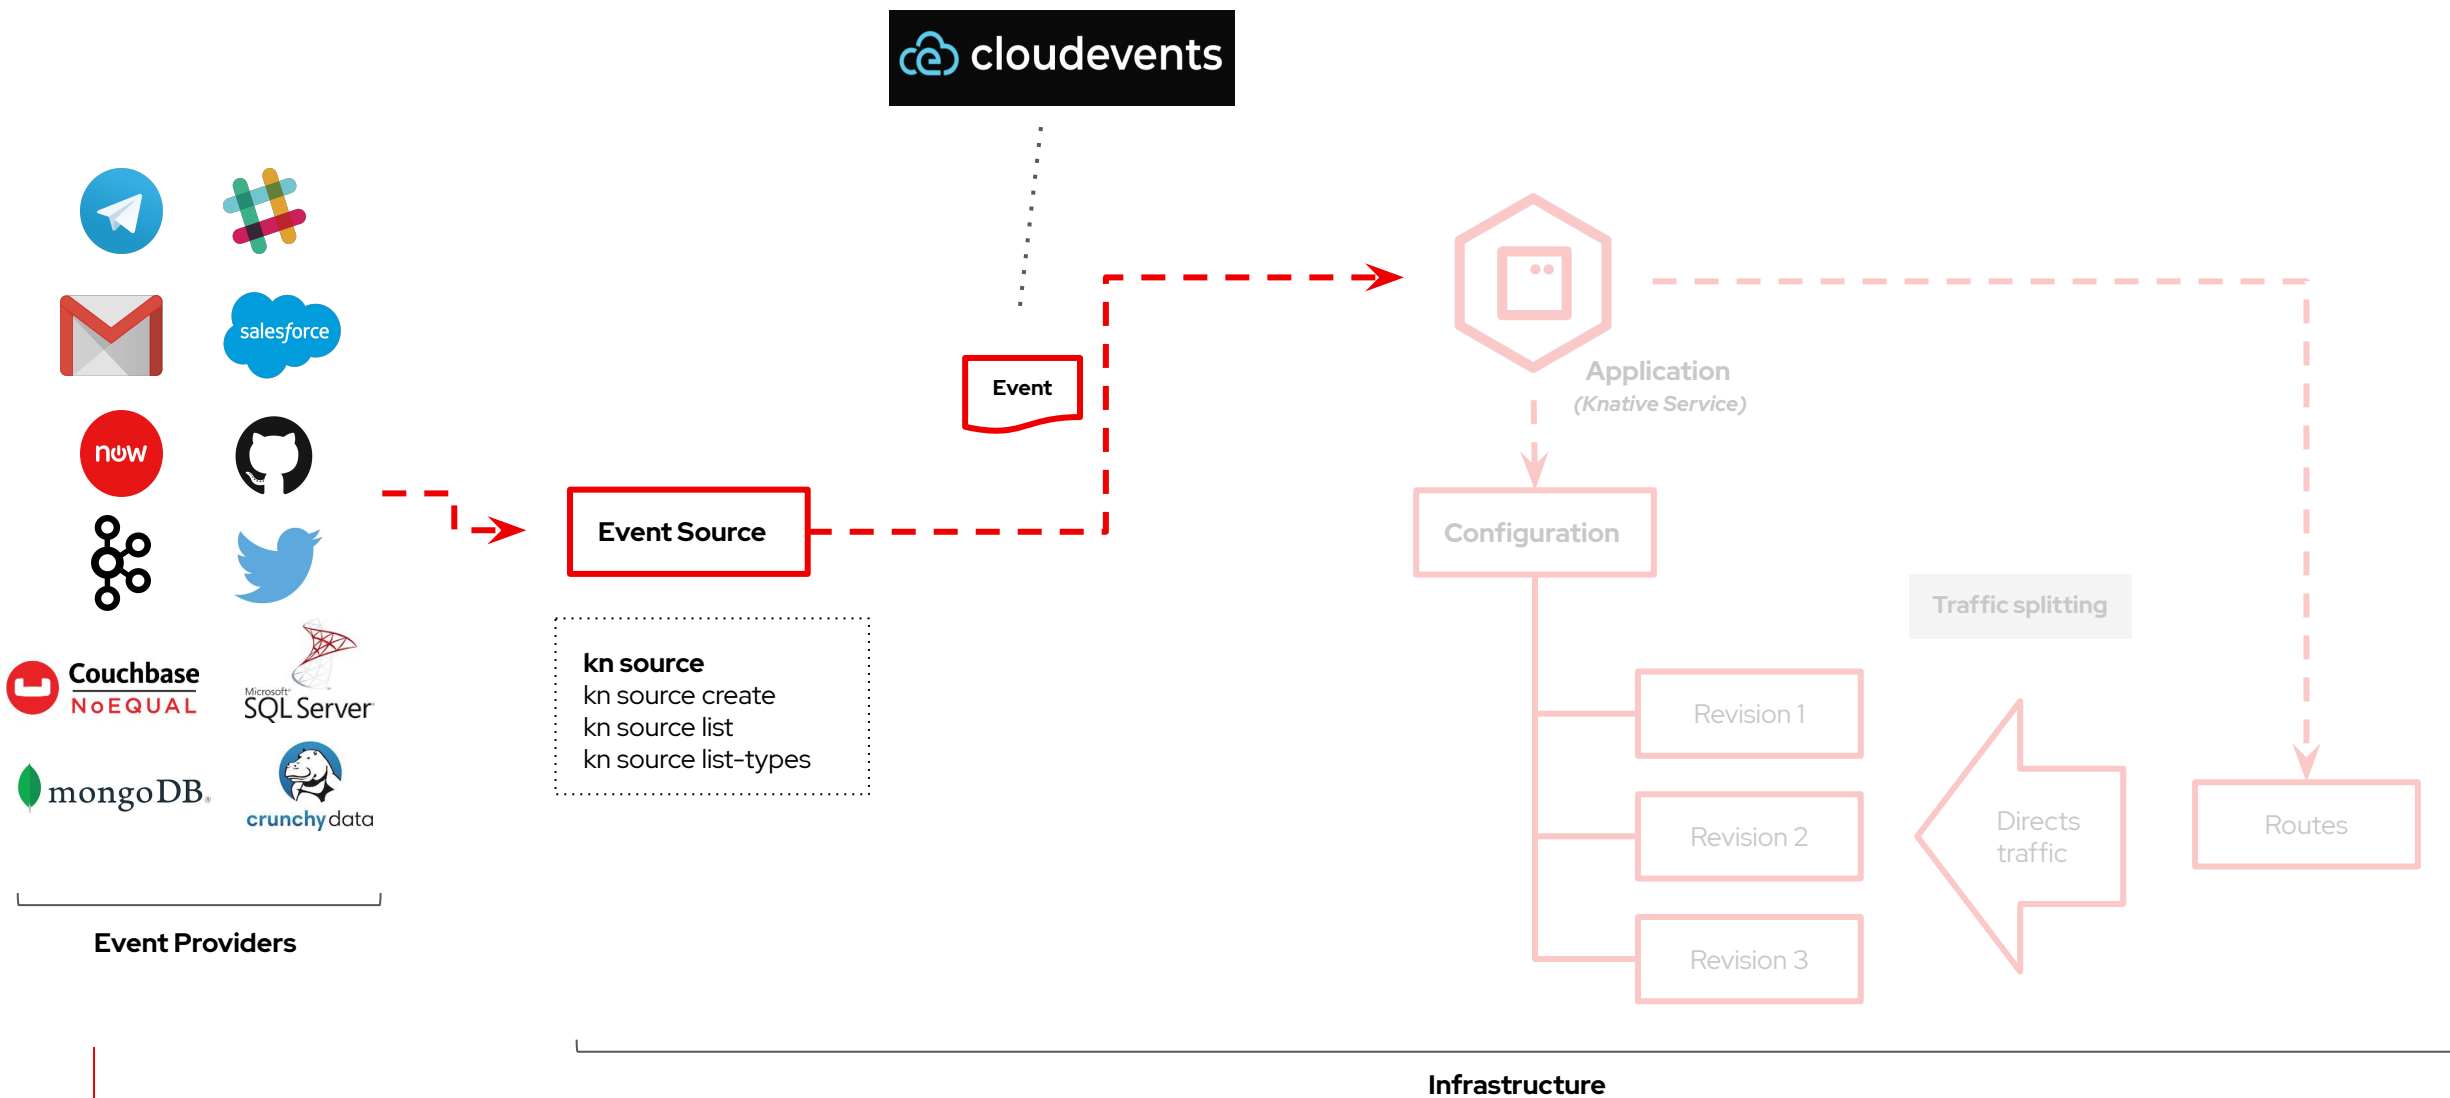 cloudevents
salesforce
now
Couchbase
NoEQUAL
Microsoft®
SQL Server
mongoDB®
crunchy data
Event Providers
Event
Event Source
kn source
kn source create
kn source list
kn source list-types
Application
(Knative Service)
Configuration
Traffic splitting
Revision 1
Revision 2
Revision 3
Directs
traffic
Routes
Infrastructure